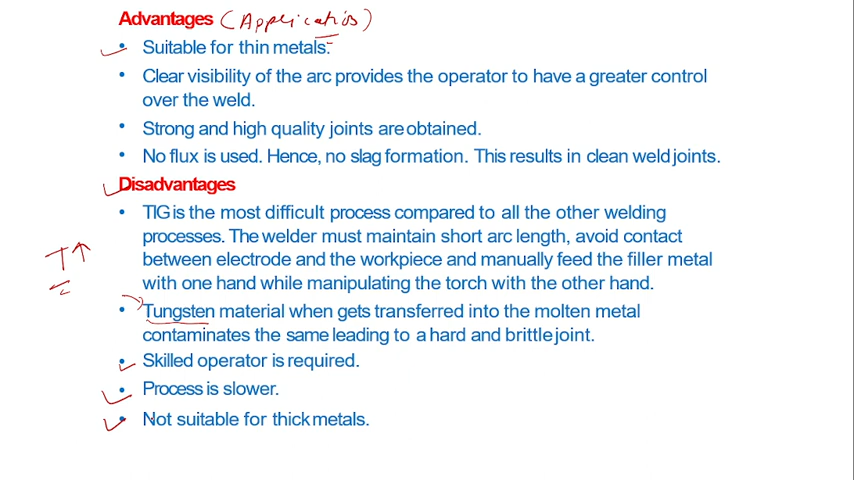 Advantages (Application)
• Suitable for thin metals.
• Clear visibility of the arc provides the operator to have a greater control
over the weld.
• Strong and high quality joints are obtained.
• No flux is used. Hence, no slag formation. This results in clean weld joints.
Disadvantages
• TIG is the most difficult process compared to all the other welding
processes. The welder must maintain short arc length, avoid contact
between electrode and the workpiece and manually feed the filler metal
with one hand while manipulating the torch with the other hand.
T↑
• Tungsten material when gets transferred into the molten metal
contaminates the same leading to a hard and brittle joint.
• Skilled operator is required.
• Process is slower.
• Not suitable for thick metals.